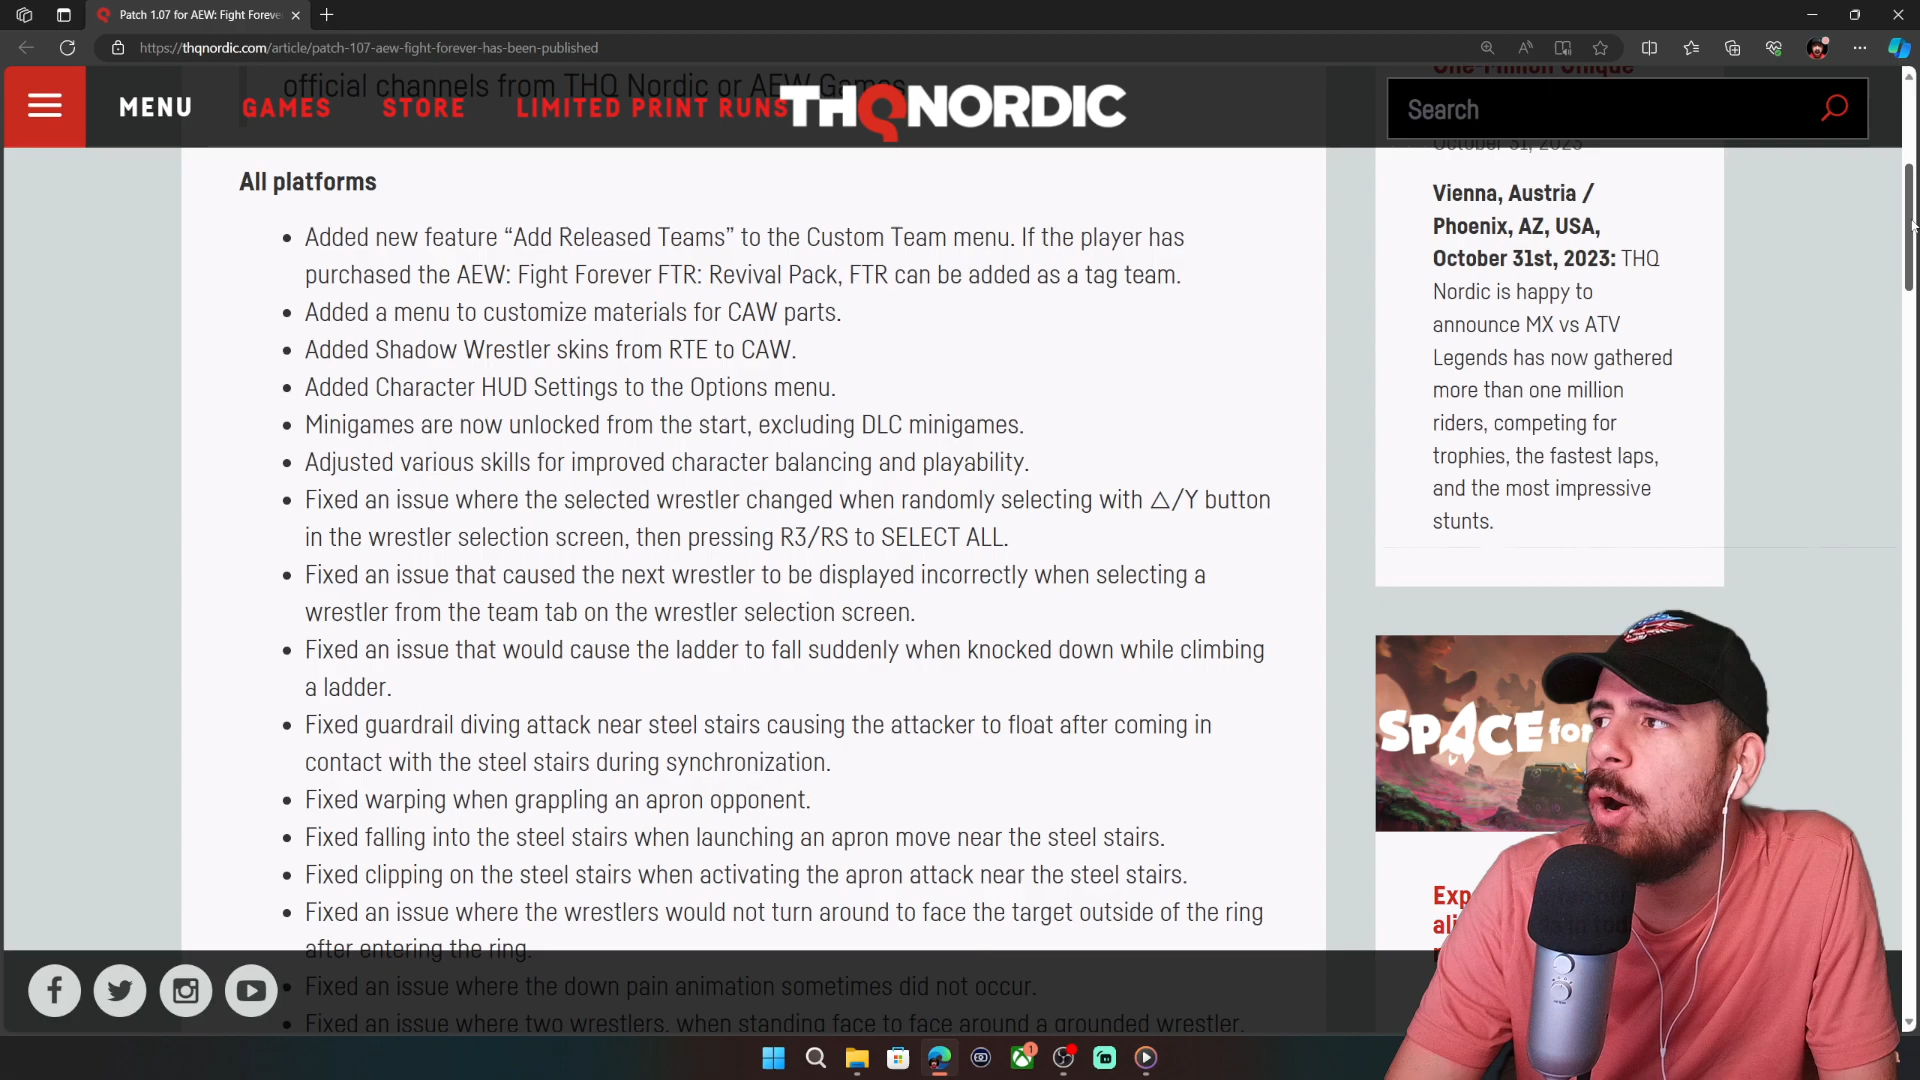 Patch 1.07 for AEW: Fight Foreve
https://thqnordic.com/article/patch-107-aew-fight-forever-has-been-published
official channels from THQ Nordic or AEW Games
MENU GAMES STORE LIMITED PRINT RUNS THQNORDIC Search
One-Million Unique
October 31, 2023
All platforms
• Added new feature “Add Released Teams” to the Custom Team menu. If the player has
purchased the AEW: Fight Forever FTR: Revival Pack, FTR can be added as a tag team.
• Added a menu to customize materials for CAW parts.
• Added Shadow Wrestler skins from RTE to CAW.
• Added Character HUD Settings to the Options menu.
• Minigames are now unlocked from the start, excluding DLC minigames.
• Adjusted various skills for improved character balancing and playability.
• Fixed an issue where the selected wrestler changed when randomly selecting with △/Y button
in the wrestler selection screen, then pressing R3/RS to SELECT ALL.
• Fixed an issue that caused the next wrestler to be displayed incorrectly when selecting a
wrestler from the team tab on the wrestler selection screen.
• Fixed an issue that would cause the ladder to fall suddenly when knocked down while climbing
a ladder.
• Fixed guardrail diving attack near steel stairs causing the attacker to float after coming in
contact with the steel stairs during synchronization.
• Fixed warping when grappling an apron opponent.
• Fixed falling into the steel stairs when launching an apron move near the steel stairs.
• Fixed clipping on the steel stairs when activating the apron attack near the steel stairs.
• Fixed an issue where the wrestlers would not turn around to face the target outside of the ring
after entering the ring.
• Fixed an issue where the down pain animation sometimes did not occur.
• Fixed an issue where two wrestlers, when standing face to face around a grounded wrestler,
Vienna, Austria /
Phoenix, AZ, USA,
October 31st, 2023: THQ
Nordic is happy to
announce MX vs ATV
Legends has now gathered
more than one million
riders, competing for
trophies, the fastest laps,
and the most impressive
stunts.
SPACE for
Exp
ali
1